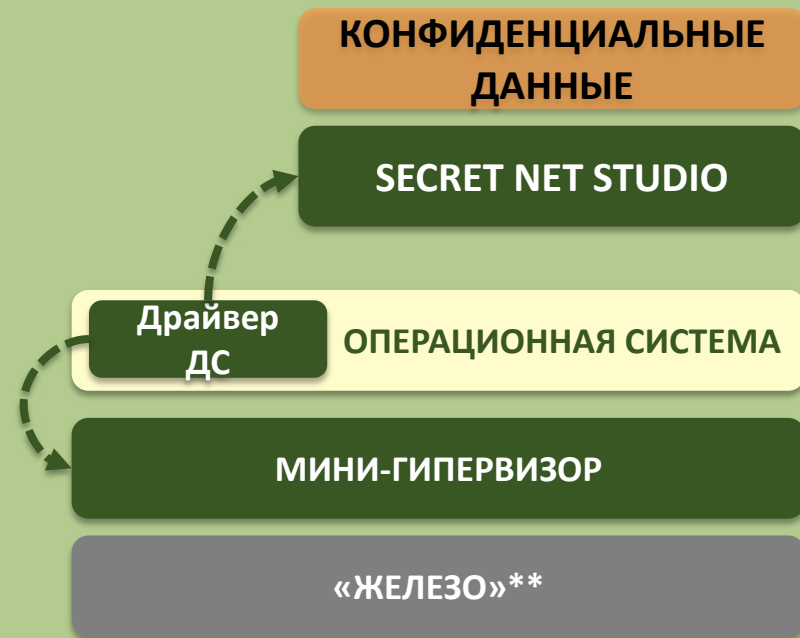 КОНФИДЕНЦИАЛЬНЫЕ
ДАННЫЕ
SECRET NET STUDIO
Драйвер
ДС
ОПЕРАЦИОННАЯ СИСТЕМА
МИНИ-ГИПЕРВИЗОР
«ЖЕЛЕЗО»**